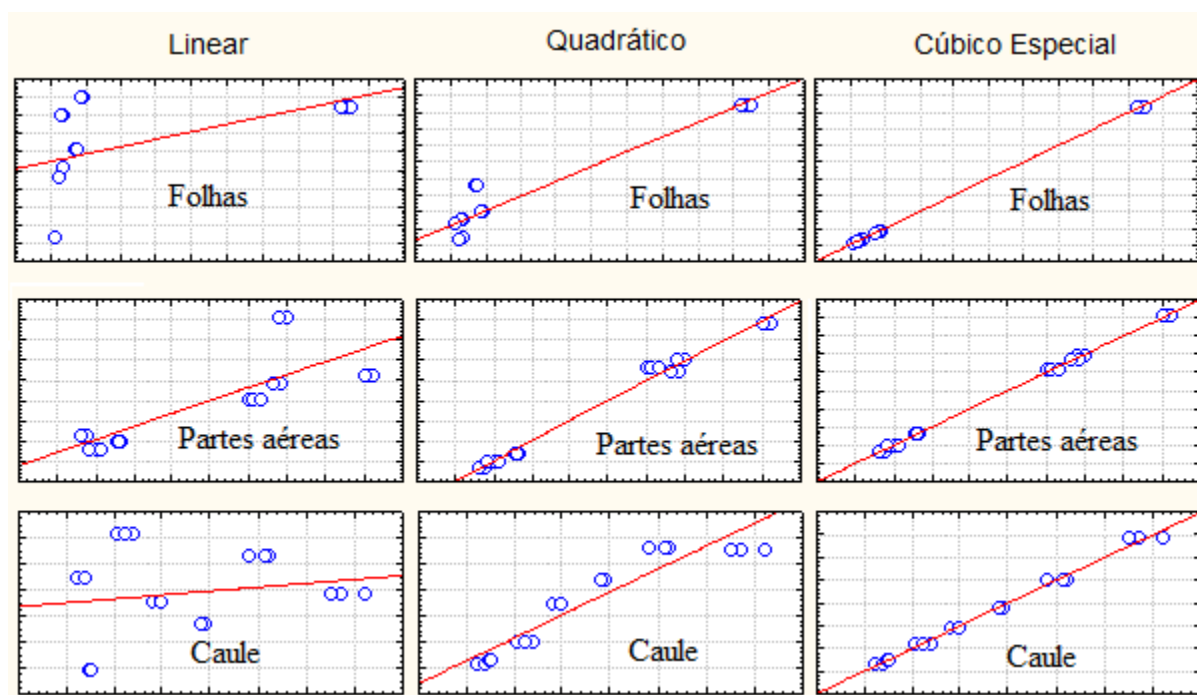 Linear Quadrático Cúbico Especial
Folhas Folhas Folhas
Partes aéreas Partes aéreas Partes aéreas
Caule Caule Caule